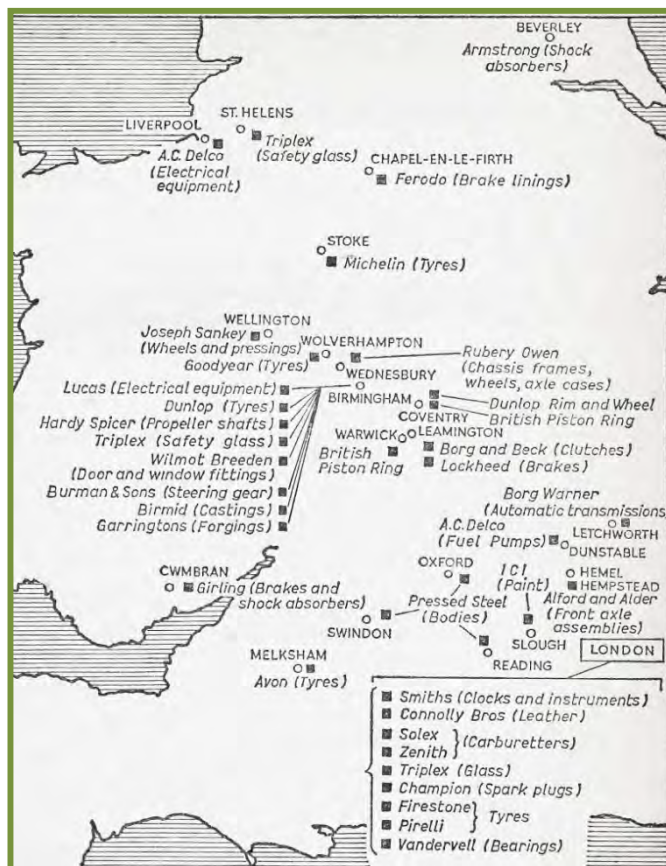 BEVERLEY
Armstrong (Shock
absorbers)
ST. HELENS
LIVERPOOL
Triplex
(Safety glass)
A.C. Delco
(Electrical
equipment)
CHAPEL-EN-LE-FIRTH
Ferodo (Brake linings)
STOKE
Michelin (Tyres)
WELLINGTON
Joseph Sankey
(Wheels and pressings)
WOLVERHAMPTON
Goodyear (Tyres)
Rubery Owen
(Chassis frames,
wheels, axle cases)
WEDNESBURY
BIRMINGHAM
Lucas (Electrical equipment)
Dunlop (Tyres)
Hardy Spicer (Propeller shafts)
Triplex (Safety glass)
Wilmot Breeden
(Door and window fittings)
Burman & Sons (Steering gear)
Birmid (Castings)
Garringtons (Forgings)
Dunlop Rim and Wheel
British Piston Ring
COVENTRY
LEAMINGTON
WARWICK
British
Piston Ring
Borg and Beck (Clutches)
Lockheed (Brakes)
Borg Warner
(Automatic transmissions)
LETCHWORTH
A.C. Delco
(Fuel Pumps)
DUNSTABLE
OXFORD
I C I
(Paint)
HEMEL
HEMPSTEAD
Alford and Alder
(Front axle
assemblies)
CWMBRAN
Girling (Brakes and
shock absorbers)
Pressed Steel
(Bodies)
SWINDON
SLOUGH
READING
MELKSHAM
Avon (Tyres)
LONDON
Smiths (Clocks and instruments)
Connolly Bros (Leather)
Solex
Zenith
(Carburetters)
Triplex (Glass)
Champion (Spark plugs)
Firestone
Pirelli
Tyres
Vandervell (Bearings)